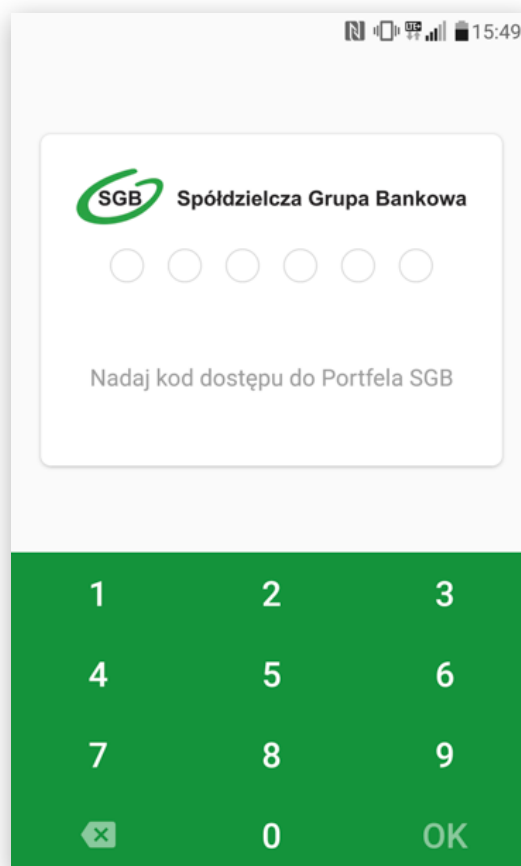 LTE+ 15:49
SGB Spółdzielcza Grupa Bankowa
Nadaj kod dostępu do Portfela SGB
1 2 3
4 5 6
7 8 9
0 OK